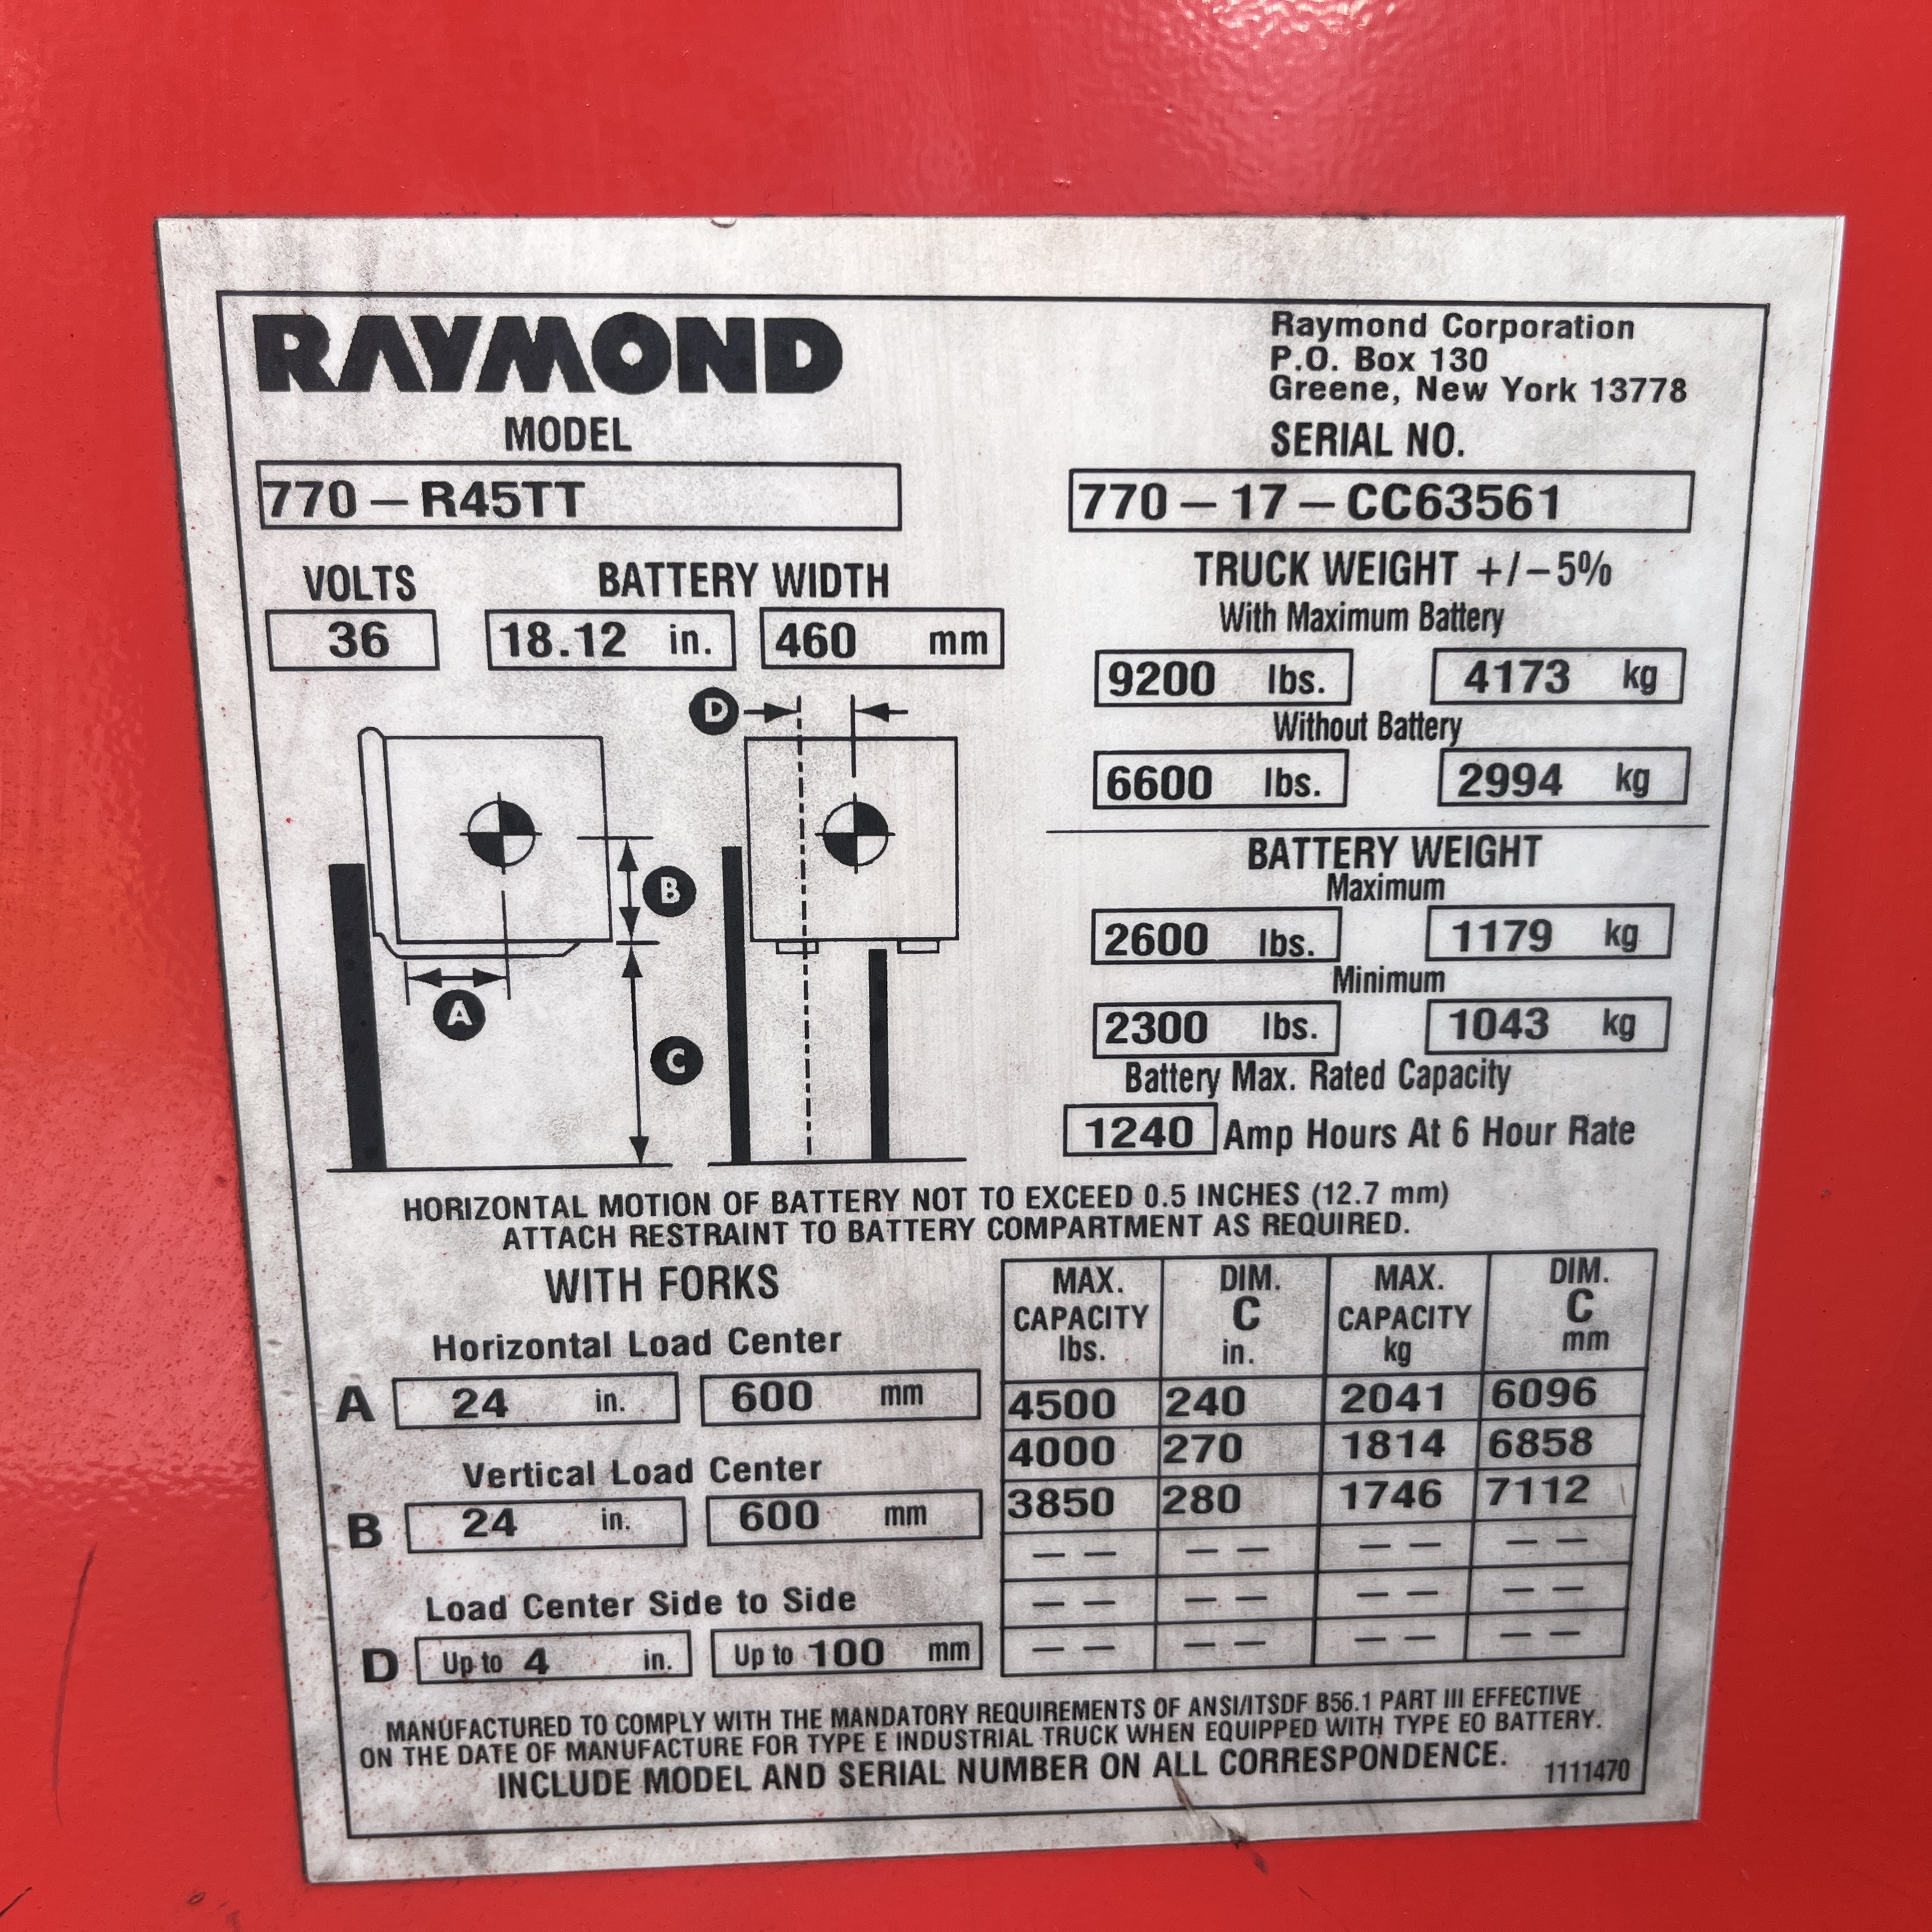 RAYMOND
Raymond Corporation
P.O. Box 130
Greene, New York 13778
MODEL
770 – R45TT
SERIAL NO.
770 – 17 – CC63561
VOLTS
36
BATTERY WIDTH
18.12 in. 460 mm
TRUCK WEIGHT +/–5%
With Maximum Battery
9200 lbs. 4173 kg
Without Battery
6600 lbs. 2994 kg
BATTERY WEIGHT
Maximum
2600 lbs. 1179 kg
Minimum
2300 lbs. 1043 kg
Battery Max. Rated Capacity
1240 Amp Hours At 6 Hour Rate
D
B
A
C
HORIZONTAL MOTION OF BATTERY NOT TO EXCEED 0.5 INCHES (12.7 mm)
ATTACH RESTRAINT TO BATTERY COMPARTMENT AS REQUIRED.
WITH FORKS
Horizontal Load Center
A 24 in. 600 mm
Vertical Load Center
B 24 in. 600 mm
Load Center Side to Side
D Up to 4 in. Up to 100 mm
MAX. DIM. MAX. DIM.
CAPACITY C CAPACITY C
lbs. in. kg mm
4500 240 2041 6096
4000 270 1814 6858
3850 280 1746 7112
– – – – – – – –
– – – – – – – –
– – – – – – – –
MANUFACTURED TO COMPLY WITH THE MANDATORY REQUIREMENTS OF ANSI/ITSDF B56.1 PART III EFFECTIVE
ON THE DATE OF MANUFACTURE FOR TYPE E INDUSTRIAL TRUCK WHEN EQUIPPED WITH TYPE EO BATTERY.
INCLUDE MODEL AND SERIAL NUMBER ON ALL CORRESPONDENCE. 1111470